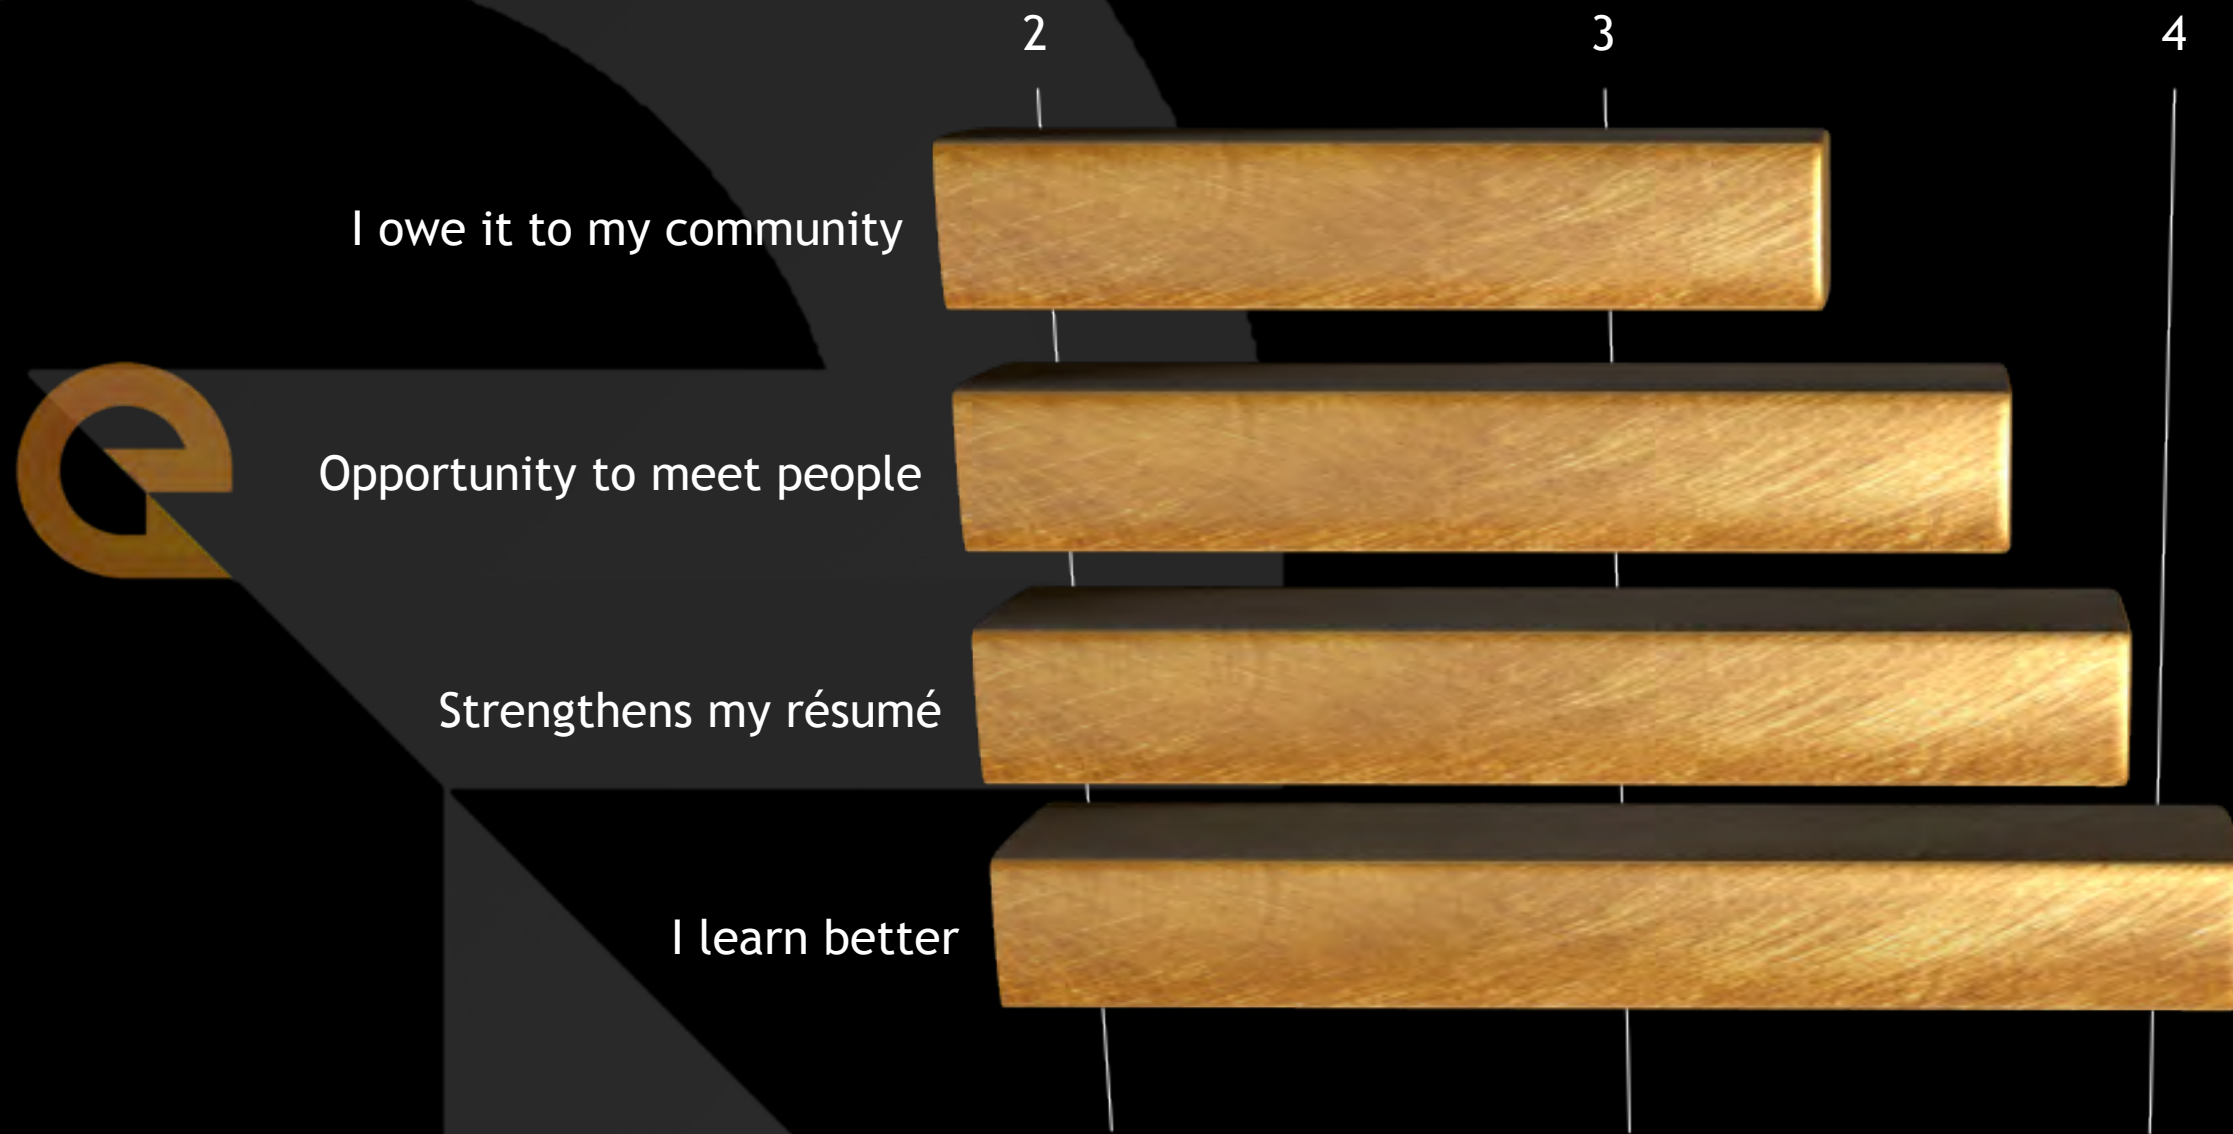 2 3 4
I owe it to my community
Opportunity to meet people
Strengthens my résumé
I learn better